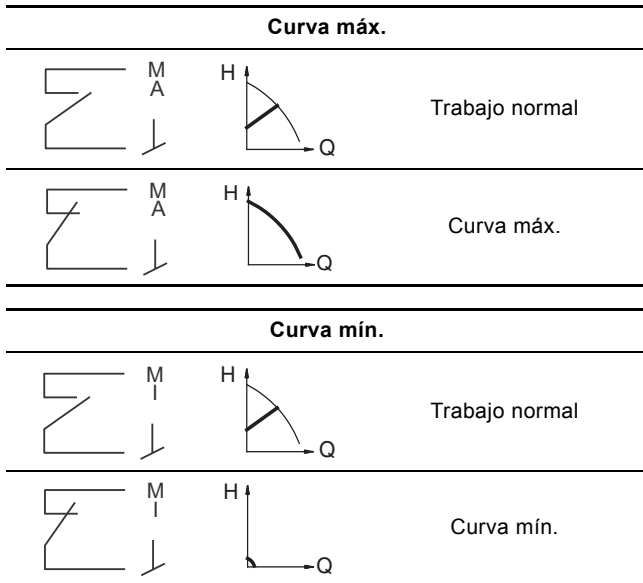 Curva máx.
M
A
H
Q
Trabajo normal
M
A
H
Q
Curva máx.
Curva mín.
M
I
H
Q
Trabajo normal
M
I
H
Q
Curva mín.